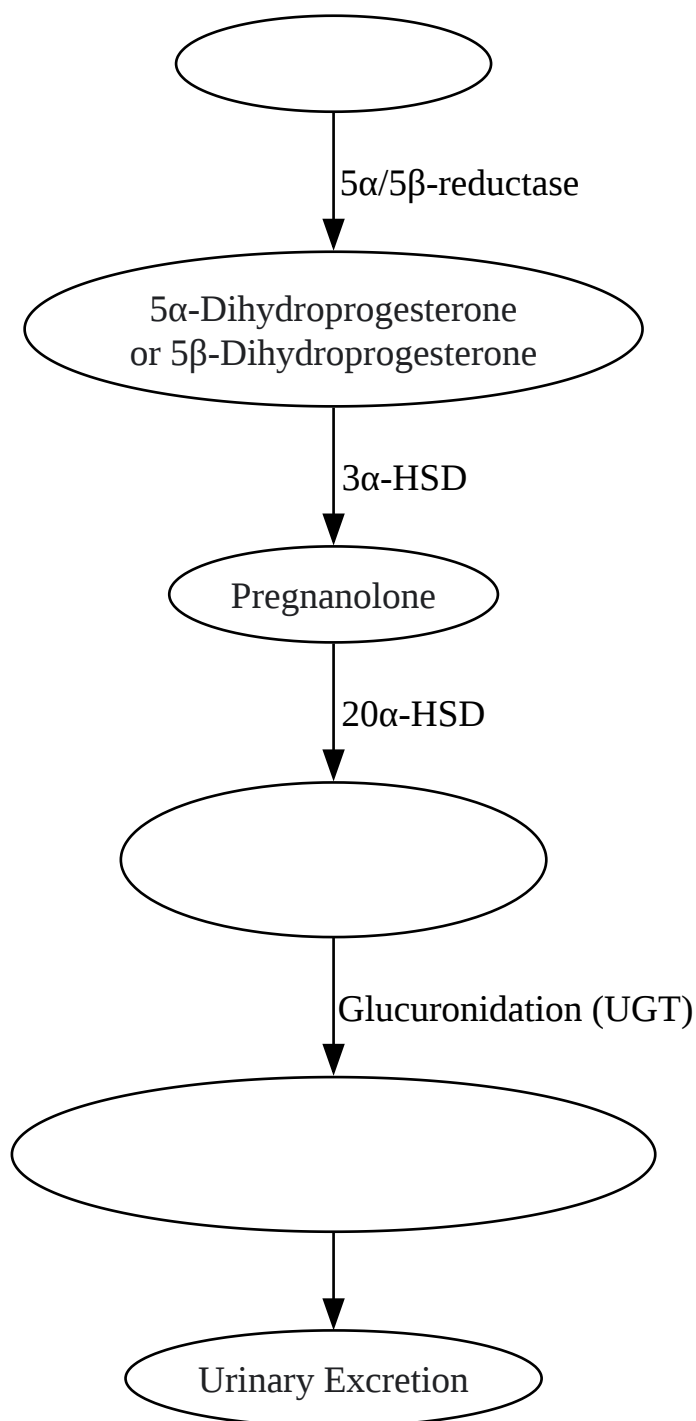 5α/5β-reductase
5α-Dihydroprogesterone
or 5β-Dihydroprogesterone
3α-HSD
Pregnanolone
20α-HSD
Glucuronidation (UGT)
Urinary Excretion